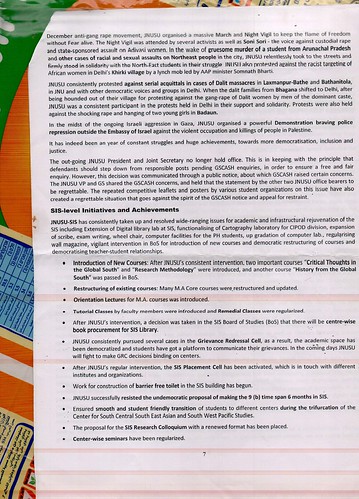 December anti-gang rape movement, JNUSU organised a massive March and Night Vigil to keep the flame of Freedom
without Fear alive. The Night Vigil was attended by several activists as well as Soni Sori - the voice against custodial rape
and state-sponsored assault on Adivasi women. In the wake of gruesome murder of a student from Arunachal Pradesh
and other cases of racial and sexual assaults on Northeast people in the city, JNUSU relentlessly took to the streets and
firmly stood in solidarity with the North-East students in their struggle. JNUSU also protested against the racist targeting of
African women in Delhi's Khirki village by a lynch mob led by AAP minister Somnath Bharti.
JNUSU consistently protested against serial acquittals in cases of Dalit massacres in Laxmanpur-Bathe and Bathanitola,
in JNU and with other democratic voices and groups in Delhi. When the dalit families from Bhagana shifted to Delhi, after
being hounded out of their village for protesting against the gang-rape of Dalit women by men of the dominant caste,
JNUSU was a consistent participant in the protests held in Delhi in their support and solidarity. Protests were also held
against the shocking rape and hanging of two young girls in Badaun.
In the midst of the ongoing Israeli aggression in Gaza, JNUSU organised a powerful Demonstration braving police
repression outside the Embassy of Israel against the violent occupation and killings of people in Palestine.
It has indeed been an year of constant struggles and huge achievements, towards more democratisation, inclusion and
justice.
The out-going JNUSU President and Joint Secretary no longer hold office. This is in keeping with the principle that
defendants should step down from responsible posts pending GSCASH enquiries, in order to ensure a free and fair
enquiry. However, this decision was communicated through a public notice, about which GSCASH raised certain concerns.
The JNUSU VP and GS shared the GSCASH concerns, and held that the statement by the other two JNUSU office bearers to
be regrettable. The repeated competitive leaflets and posters by various student organizations on this issue have also
created a regrettable situation that goes against the spirit of the GSCASH notice and appeal for restraint.
SIS-level Initiatives and Achievements
JNUSU-SIS has consistently taken up and resolved wide-ranging issues for academic and infrastructural rejuvenation of the
SIS including Extension of Digital library at SIS, functionalising of Cartography laboratory for CIPOD division, expansion
of scribe, exam writing, wheel chair, computer facilities for the PH students, up gradation of computer lab., regularising
wall magazine, vigilant intervention in BoS for introduction of new courses and democratic restructuring of courses and
democratising teacher-student relationships.
• Introduction of New Courses: After JNUSU's consistent intervention, two important courses "Critical Thoughts in
the Global South" and "Research Methodology" were introduced, and another course "History from the Global
South" was passed in BoS.
• Restructuring of existing courses: Many M.A Core courses were restructured and updated.
• Orientation Lectures for M.A. courses was introduced.
• Tutorial Classes by faculty members were introduced and Remedial Classes were regularized.
• After JNUSU's intervention, a decision was taken in the SIS Board of Studies (BoS) that there will be centre-wise
book procurement for SIS Library.
• JNUSU consistently pursued several cases in the Grievance Redressal Cell, as a result, the academic space has
been democratized and students have got a platform to communicate their grievances. In the coming days JNUSU
will fight to make GRC decisions binding on centers.
• After JNUSU's regular intervention, the SIS Placement Cell has been activated, which is in touch with different
institutes and organizations.
• Work for construction of barrier free toilet in the SIS building has begun.
• JNUSU successfully resisted the undemocratic proposal of making the 9 (b) time span 6 months in SIS.
• Ensured smooth and student friendly transition of students to different centers during the trifurcation of the
Center for South Central South East Asian and South West Pacific Studies.
• The proposal for the SIS Research Colloquium with a renewed format has been placed.
• Center-wise seminars have been regularized.
7